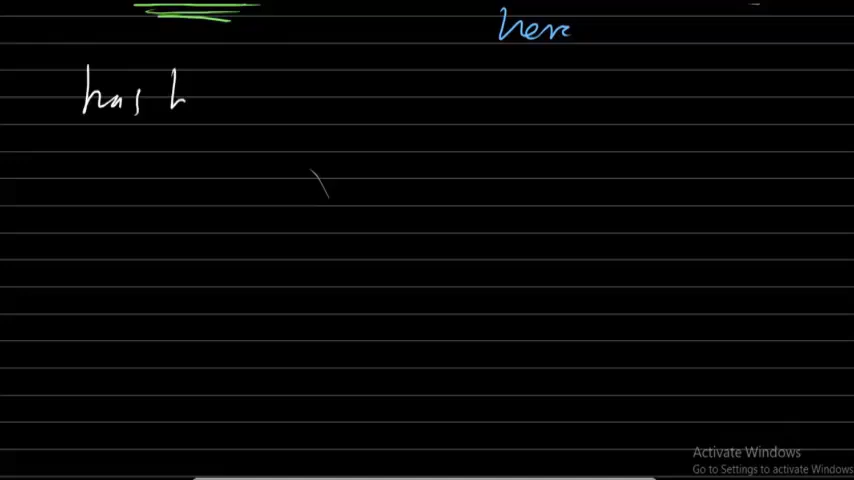 here
has h
Activate Windows
Go to Settings to activate Windows